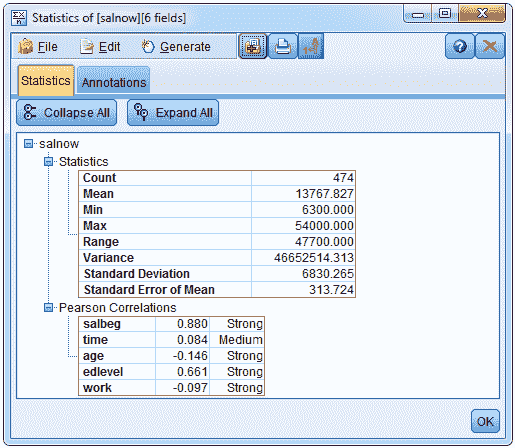 Statistics of [salnow][6 fields]
File Edit Generate
Statistics Annotations
Collapse All Expand All
salnow
Statistics
Count 474
Mean 13767.827
Min 6300.000
Max 54000.000
Range 47700.000
Variance 46652514.313
Standard Deviation 6830.265
Standard Error of Mean 313.724
Pearson Correlations
salbeg 0.880 Strong
time 0.084 Medium
age -0.146 Strong
edlevel 0.661 Strong
work -0.097 Strong
OK